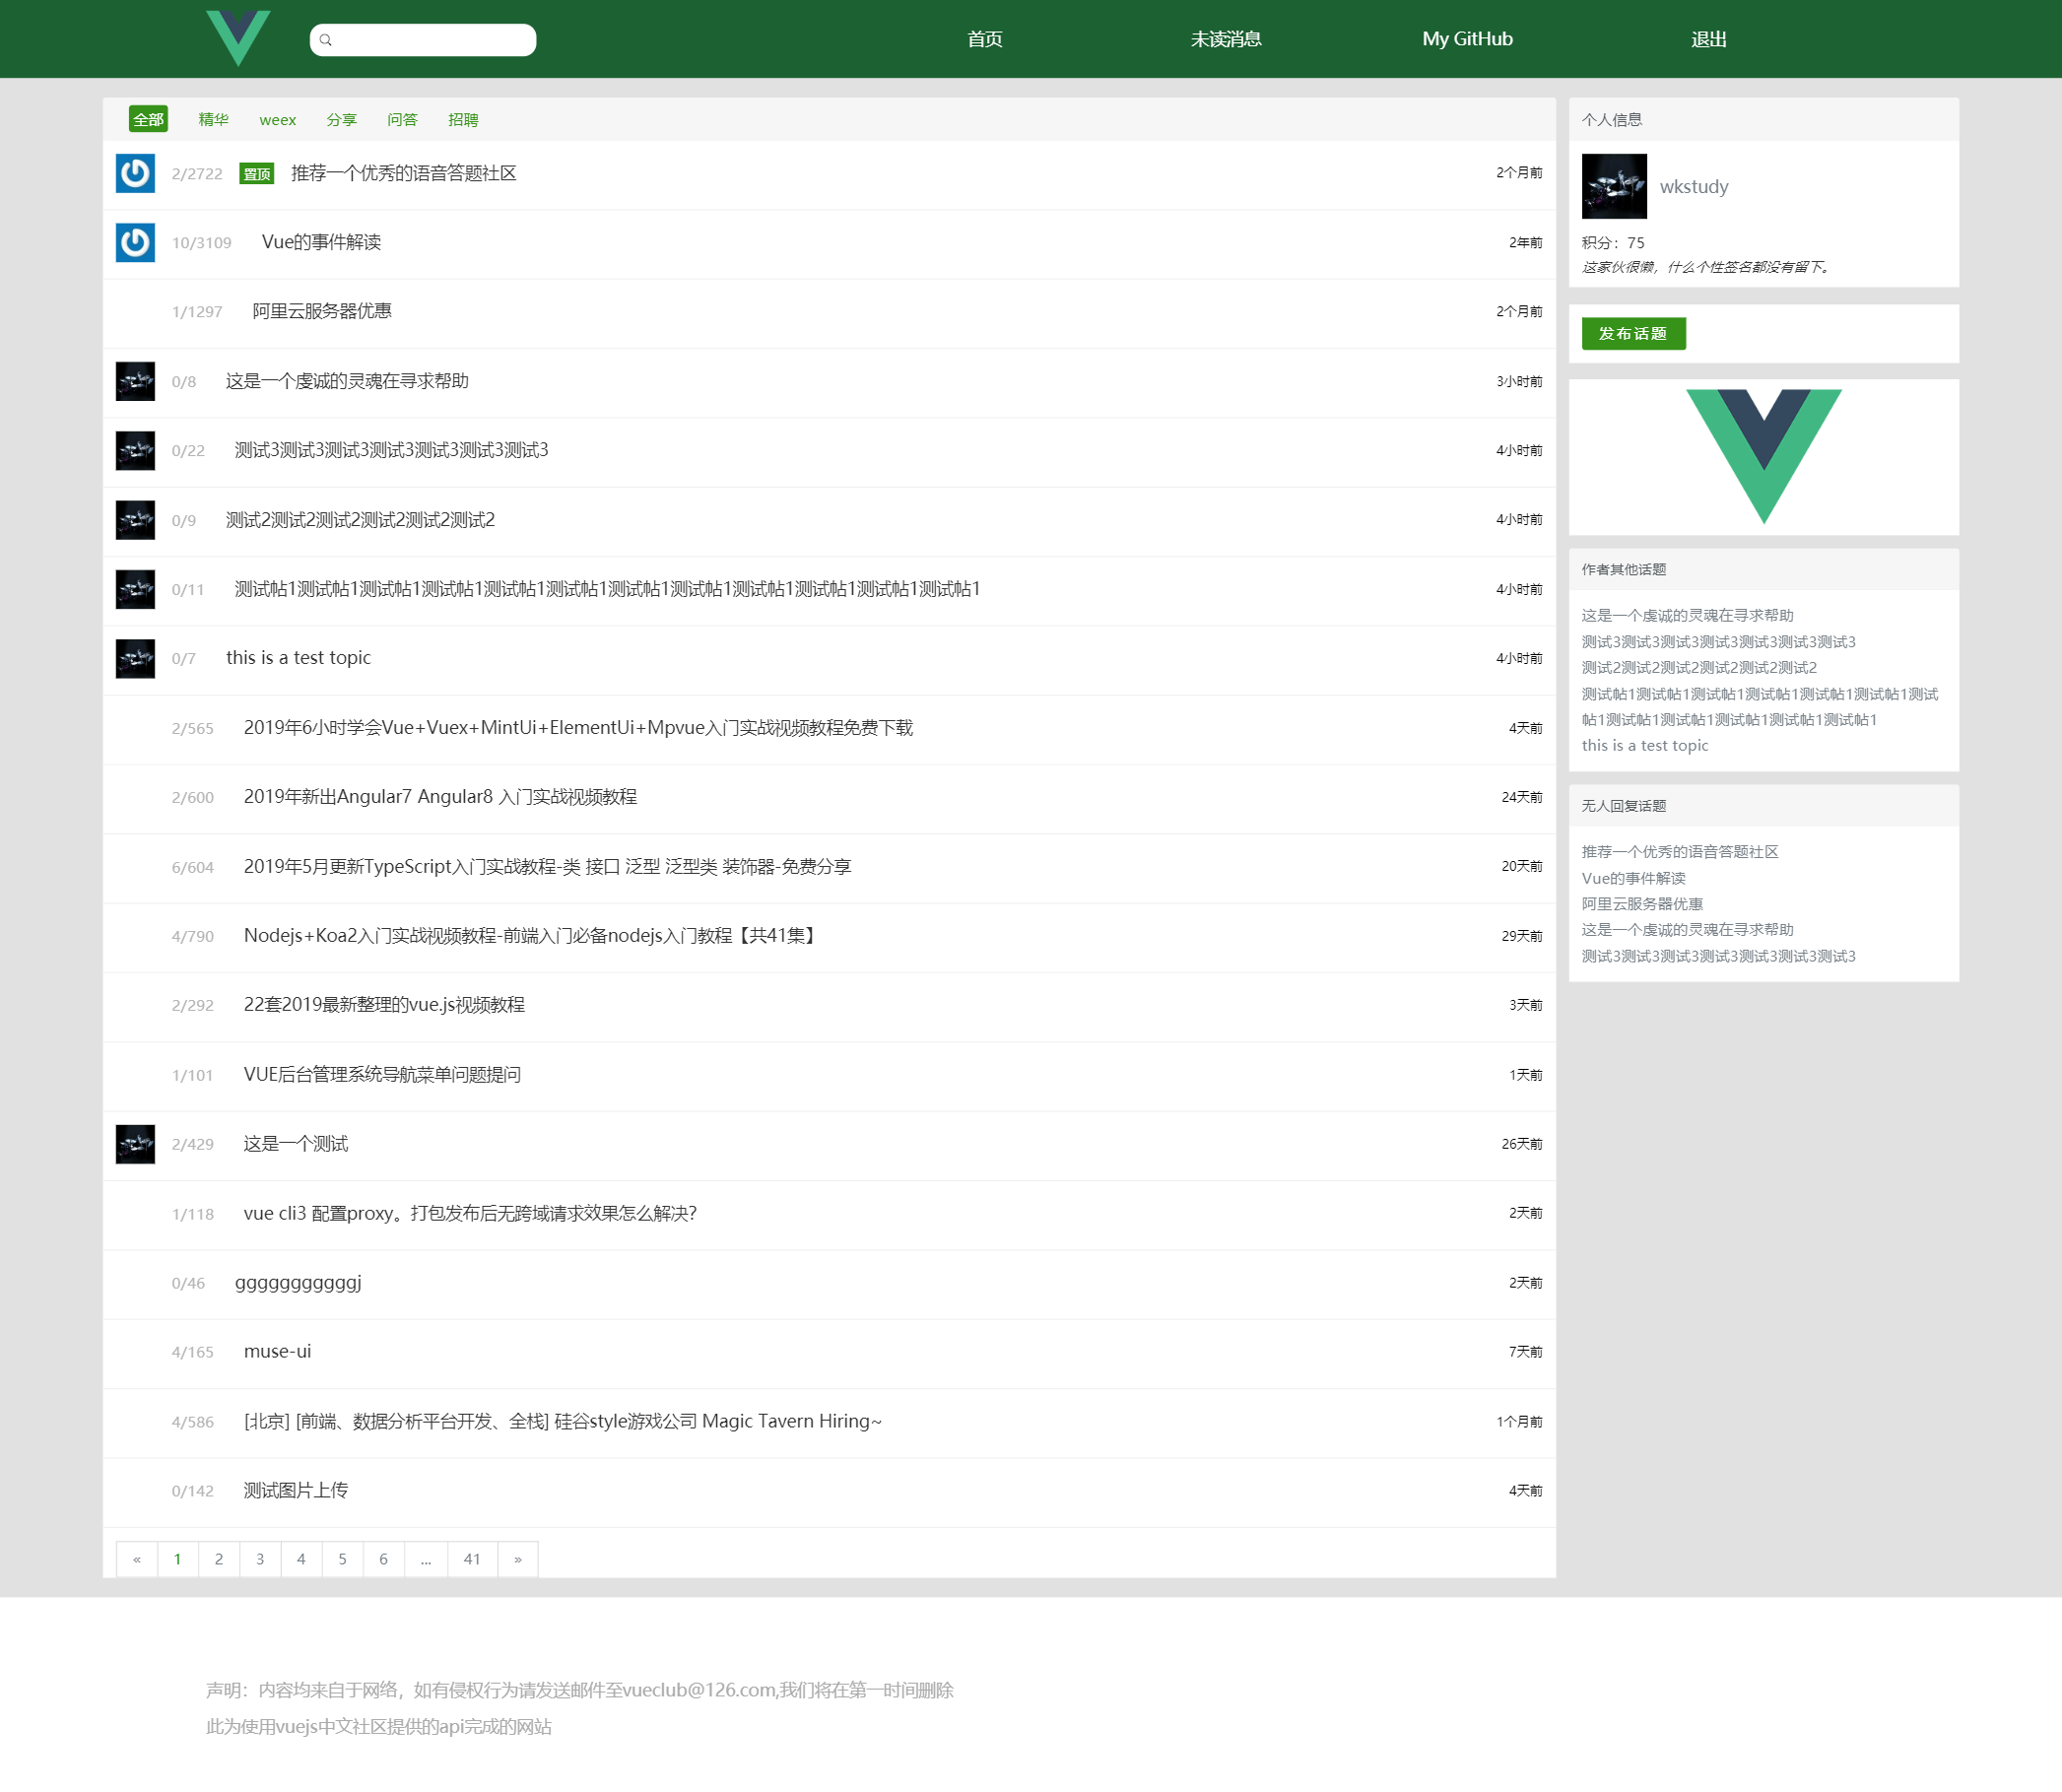 首页 未读消息 My GitHub 退出
全部 精华 weex 分享 问答 招聘
2/2722 置顶 推荐一个优秀的语音答题社区 2个月前
10/3109 Vue的事件解读 2年前
1/1297 阿里云服务器优惠 2个月前
0/8 这是一个虔诚的灵魂在寻求帮助 3小时前
0/22 测试3测试3测试3测试3测试3测试3测试3 4小时前
0/9 测试2测试2测试2测试2测试2测试2 4小时前
0/11 测试帖1测试帖1测试帖1测试帖1测试帖1测试帖1测试帖1测试帖1测试帖1测试帖1测试帖1测试帖1 4小时前
0/7 this is a test topic 4小时前
2/565 2019年6小时学会Vue+Vuex+MintUi+ElementUi+Mpvue入门实战视频教程免费下载 4天前
2/600 2019年新出Angular7 Angular8 入门实战视频教程 24天前
6/604 2019年5月更新TypeScript入门实战教程-类 接口 泛型 泛型类 装饰器-免费分享 20天前
4/790 Nodejs+Koa2入门实战视频教程-前端入门必备nodejs入门教程【共41集】 29天前
2/292 22套2019最新整理的vue.js视频教程 3天前
1/101 VUE后台管理系统导航菜单问题提问 1天前
2/429 这是一个测试 26天前
1/118 vue cli3 配置proxy。打包发布后无跨域请求效果怎么解决? 2天前
0/46 gggggggggggj 2天前
4/165 muse-ui 7天前
4/586 [北京] [前端、数据分析平台开发、全栈] 硅谷style游戏公司 Magic Tavern Hiring~ 1个月前
0/142 测试图片上传 4天前
« 1 2 3 4 5 6 ... 41 »
个人信息
wkstudy
积分：75
这家伙很懒，什么个性签名都没有留下。
发布话题
作者其他话题
这是一个虔诚的灵魂在寻求帮助
测试3测试3测试3测试3测试3测试3测试3
测试2测试2测试2测试2测试2测试2
测试帖1测试帖1测试帖1测试帖1测试帖1测试帖1测试
帖1测试帖1测试帖1测试帖1测试帖1测试帖1
this is a test topic
无人回复话题
推荐一个优秀的语音答题社区
Vue的事件解读
阿里云服务器优惠
这是一个虔诚的灵魂在寻求帮助
测试3测试3测试3测试3测试3测试3测试3
声明：内容均来自于网络，如有侵权行为请发送邮件至vueclub@126.com,我们将在第一时间删除
此为使用vuejs中文社区提供的api完成的网站